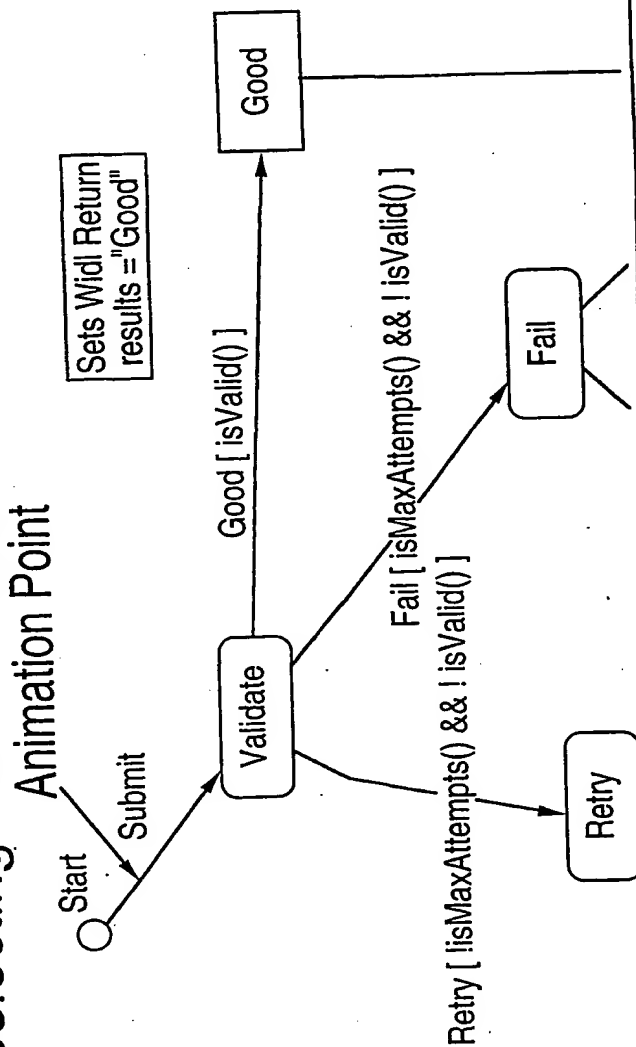 Animation Point
Start
Submit
Sets Widl Return
results ="Good"
Validate
Good [ isValid() ]
Good
Fail [ isMaxAttempts() && ! isValid() ]
Fail
Retry [ !isMaxAttempts() && ! isValid() ]
Retry